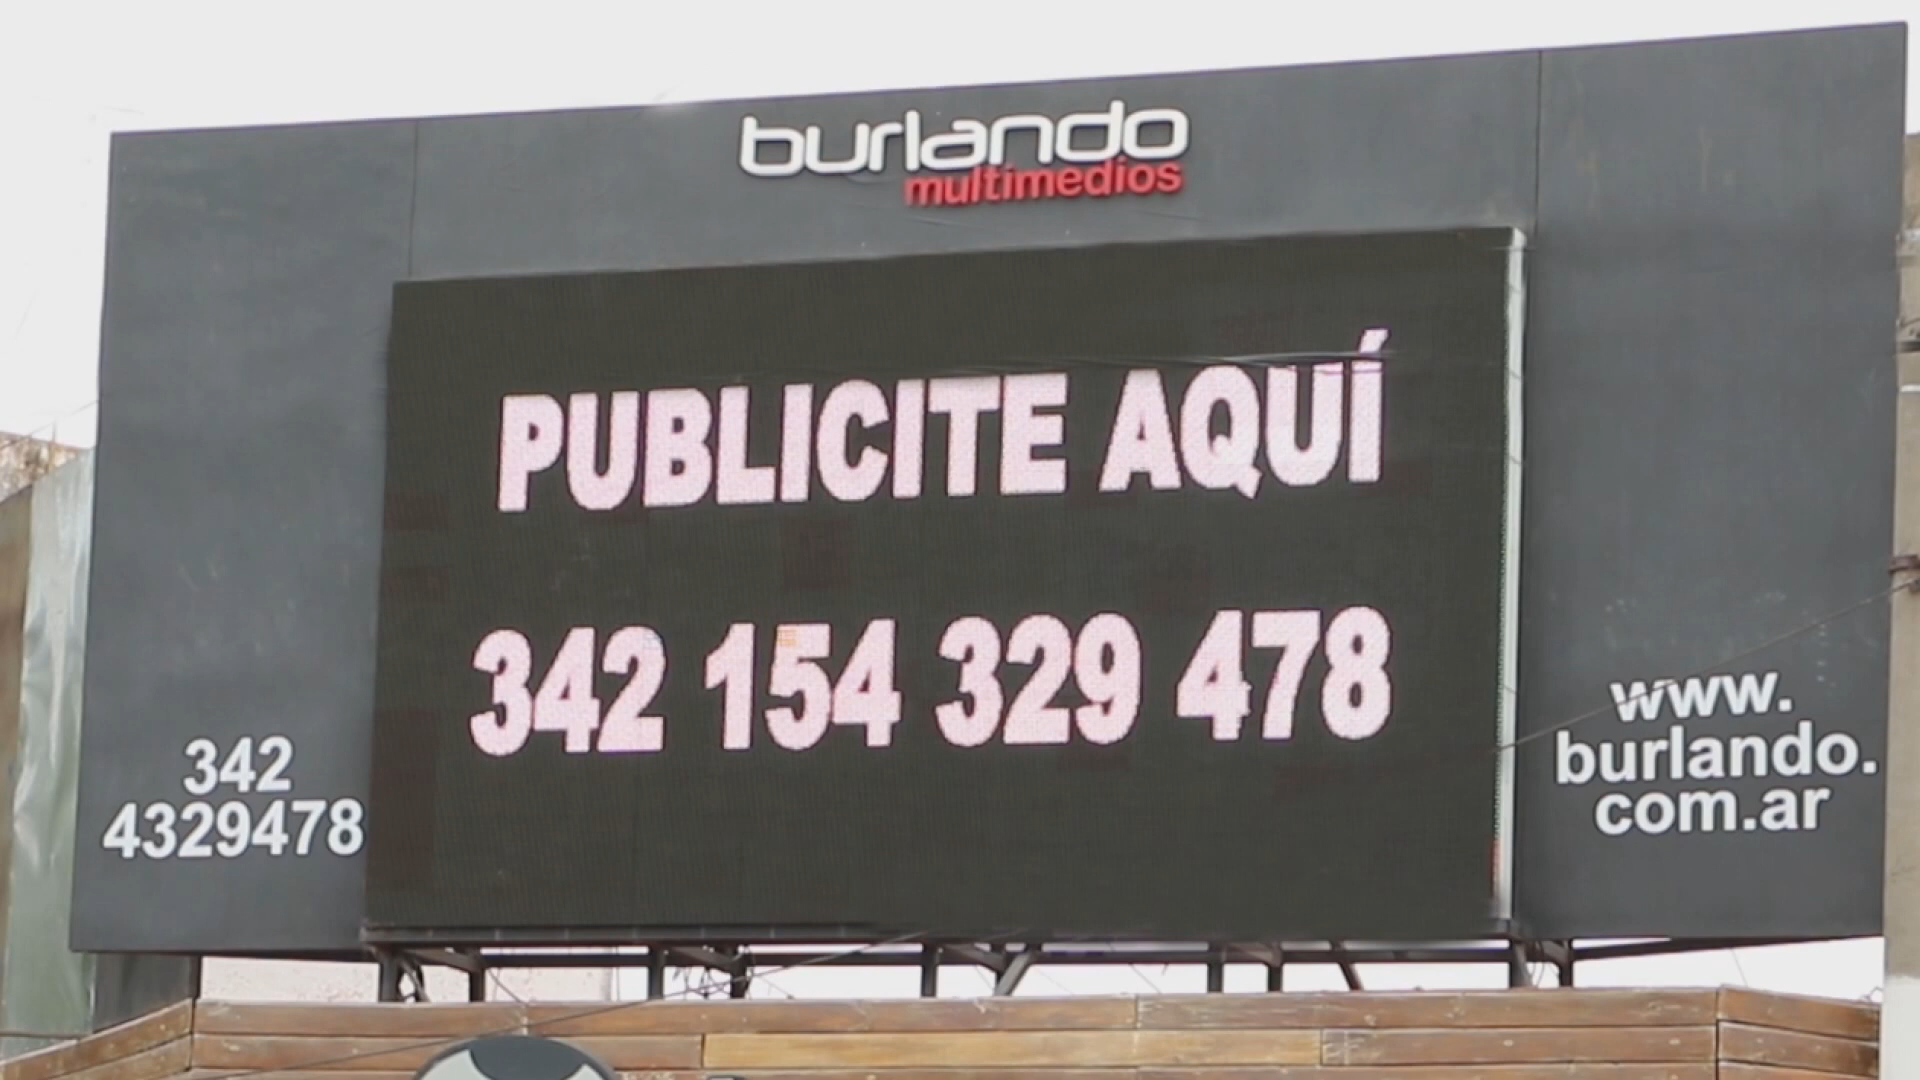 burlando
multimedios
PUBLICITE AQUÍ
342 154 329 478
342
4329478
www.
burlando.
com.ar